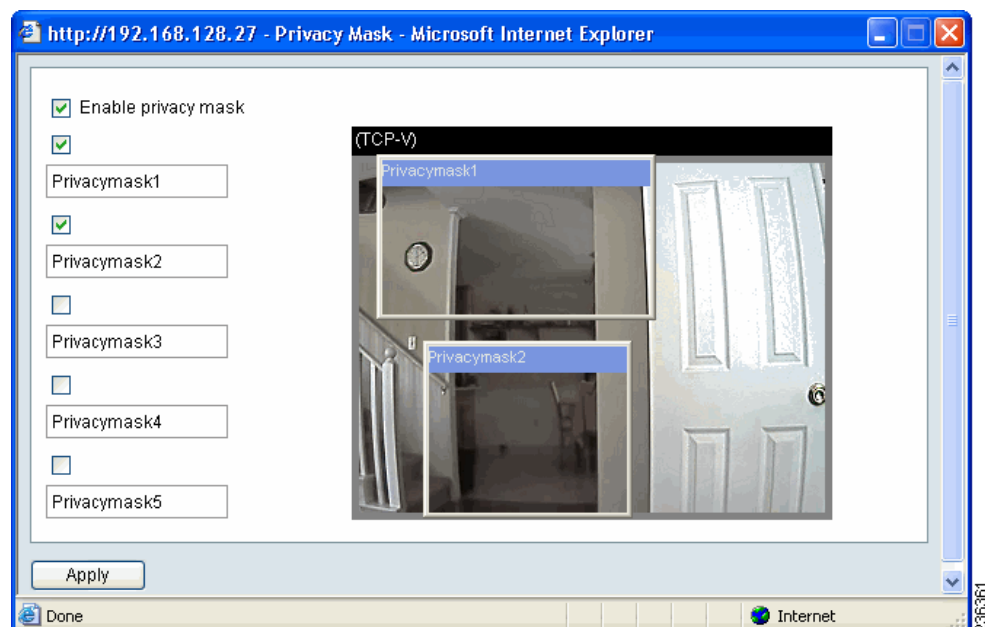 http://192.168.128.27 - Privacy Mask - Microsoft Internet Explorer
Enable privacy mask
Privacymask1
Privacymask2
Privacymask3
Privacymask4
Privacymask5
(TCP-V)
Privacymask1
Privacymask2
Apply
Done
Internet
236361